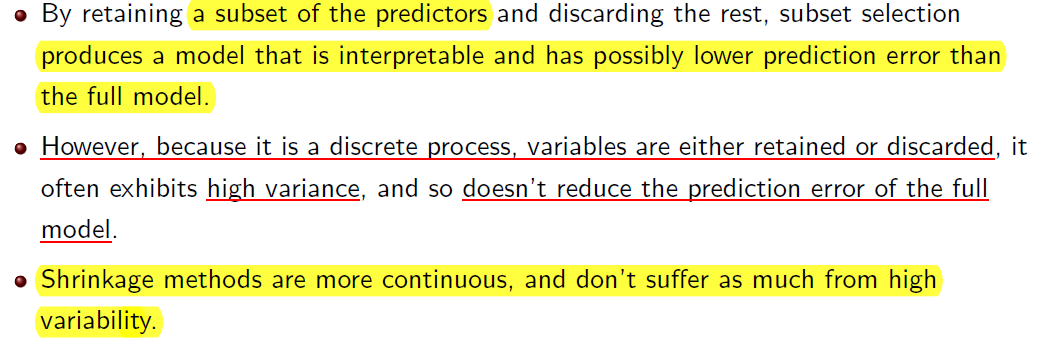 By retaining a subset of the predictors and discarding the rest, subset selection
produces a model that is interpretable and has possibly lower prediction error than
the full model.
However, because it is a discrete process, variables are either retained or discarded, it
often exhibits high variance, and so doesn't reduce the prediction error of the full
model.
Shrinkage methods are more continuous, and don't suffer as much from high
variability.